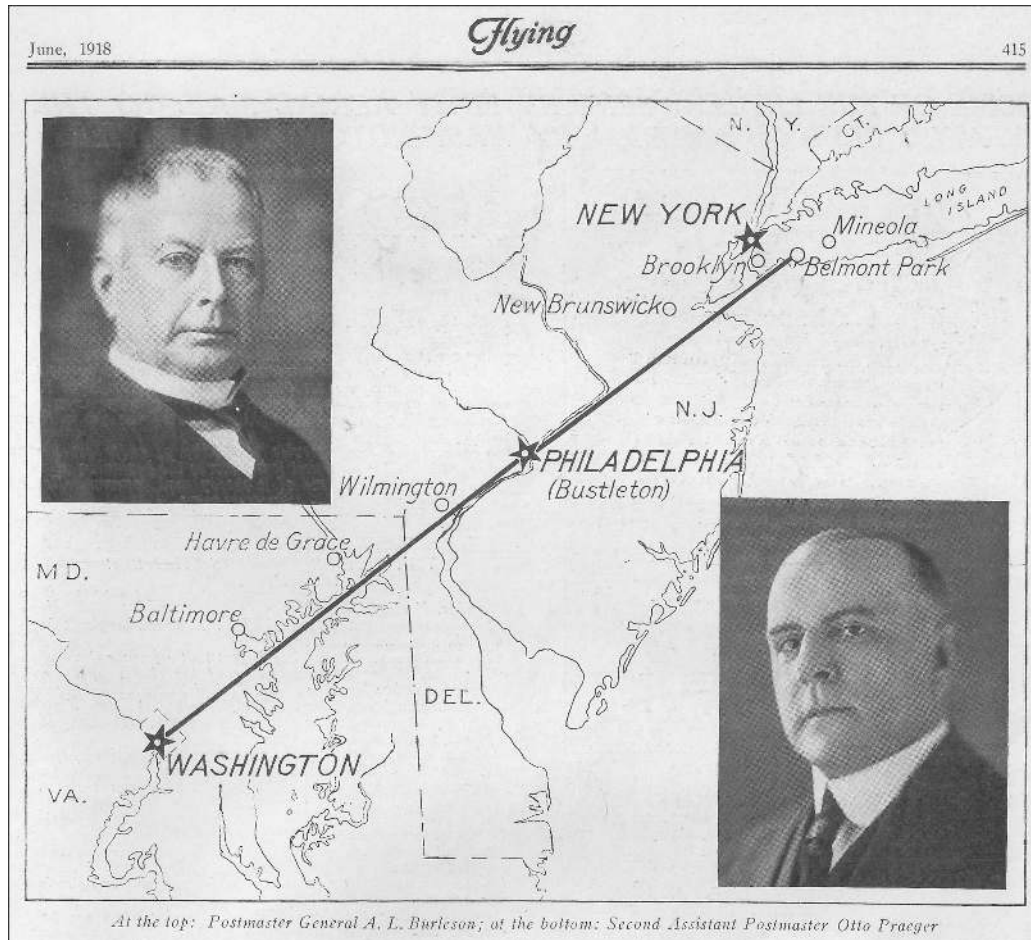 June, 1918
Flying
415
N. Y.
CT.
LONG
ISLAND
NEW YORK
Mineola
Brooklyn
Belmont Park
New Brunswick
N.J.
PHILADELPHIA
(Bustleton)
Wilmington
Havre de Grace
MD.
Baltimore
DEL.
WASHINGTON
VA.
At the top: Postmaster General A. L. Burleson; at the bottom: Second Assistant Postmaster Otto Praeger